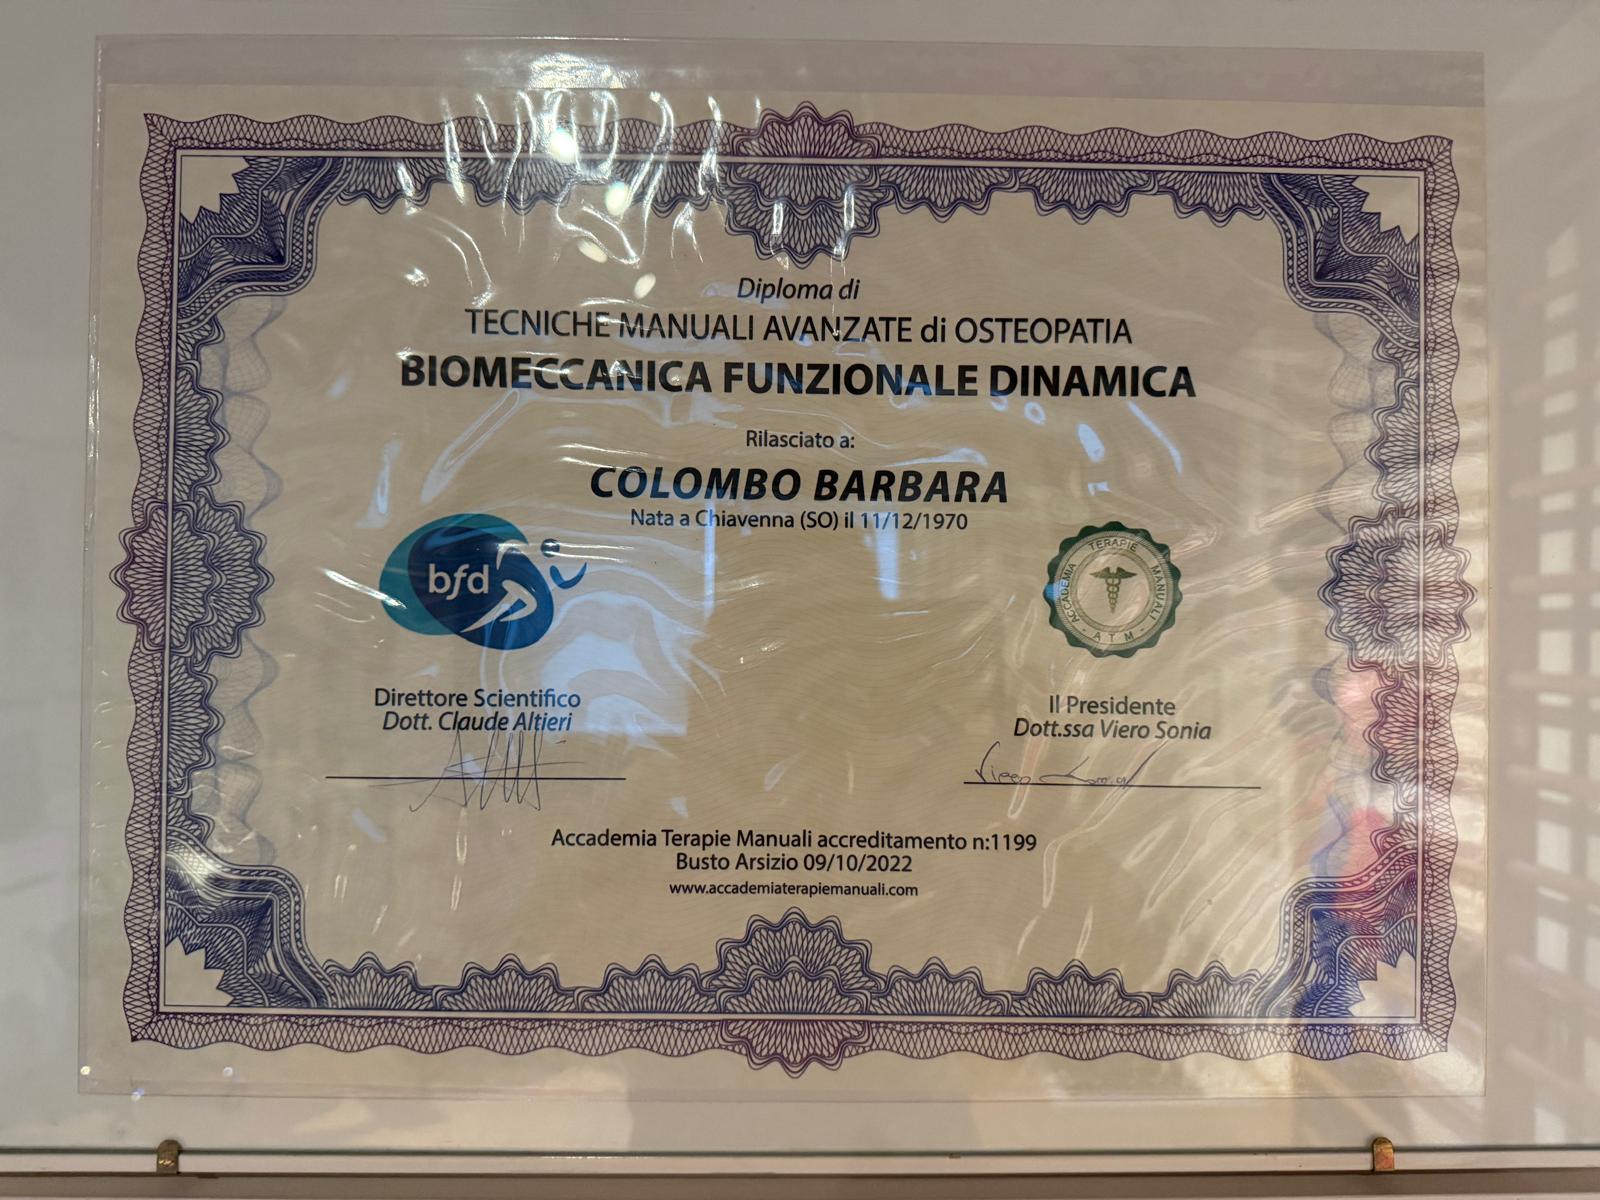 Diploma di
TECNICHE MANUALI AVANZATE di OSTEOPATIA
BIOMECCANICA FUNZIONALE DINAMICA
Rilasciato a:
COLOMBO BARBARA
Nata a Chiavenna (SO) il 11/12/1970
bfd
ACCADEMIA TERAPIE MANUALI
- A T M -
Direttore Scientifico
Dott. Claude Altieri
Il Presidente
Dott.ssa Viero Sonia
Viero Sonia
Accademia Terapie Manuali accreditamento n:1199
Busto Arsizio 09/10/2022
www.accademiaterapiemanuali.com